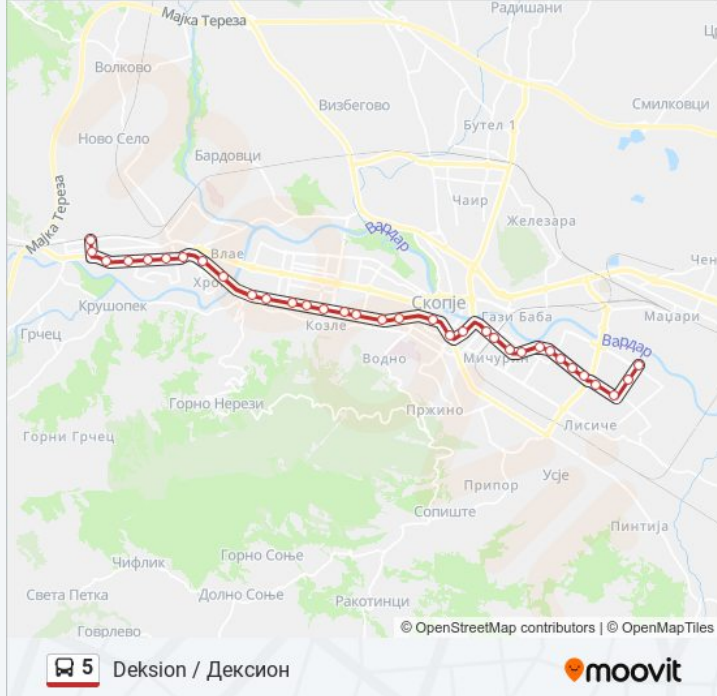 Мајка Тереза
Радишани
Волково
Визбегово
Смилковци
Бутел 1
Ново Село
Бардовци
Чаир
Железара
Вардар
Мајка Тереза
Влае
Чен
Хром
Скопје
Крушопек
Гази Баба
Маџари
Грчец
Козле
Вардар
Водно
Мичурин
Горно Нерези
Пржино
Лисиче
Горни Грчец
Усје
Припор
Сопиште
Пинтија
Горно Соње
Чифлик
Света Петка
Долно Соње
Ракотинци
Говрлево
© OpenStreetMap contributors | © OpenMapTiles
5 Deksion / Дексион
moovit